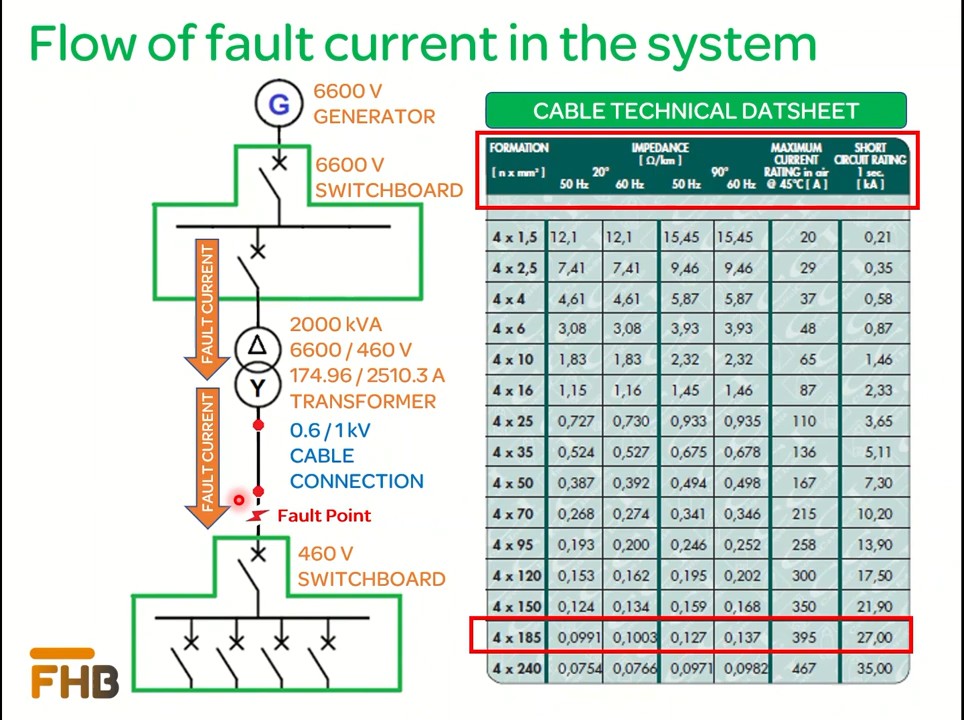 Flow of fault current in the system
G
6600 V
GENERATOR
6600 V
SWITCHBOARD
FAULT CURRENT
2000 kVA
6600 / 460 V
174.96 / 2510.3 A
TRANSFORMER
Δ
Y
FAULT CURRENT
0.6 / 1 kV
CABLE
CONNECTION
Fault Point
460 V
SWITCHBOARD
FHB
CABLE TECHNICAL DATSHEET
FORMATION IMPEDANCE MAXIMUM SHORT
[ Ω/km ] CURRENT CIRCUIT RATING
[ n x mm² ] 20° 90° RATING in air 1 sec.
50 Hz 60 Hz 50 Hz 60 Hz @ 45°C [ A ] [ kA ]
4 x 1,5 12,1 12,1 15,45 15,45 20 0,21
4 x 2,5 7,41 7,41 9,46 9,46 29 0,35
4 x 4 4,61 4,61 5,87 5,87 37 0,58
4 x 6 3,08 3,08 3,93 3,93 48 0,87
4 x 10 1,83 1,83 2,32 2,32 65 1,46
4 x 16 1,15 1,16 1,45 1,46 87 2,33
4 x 25 0,727 0,730 0,933 0,935 110 3,65
4 x 35 0,524 0,527 0,675 0,678 136 5,11
4 x 50 0,387 0,392 0,494 0,498 167 7,30
4 x 70 0,268 0,274 0,341 0,346 215 10,20
4 x 95 0,193 0,200 0,246 0,252 258 13,90
4 x 120 0,153 0,162 0,195 0,202 300 17,50
4 x 150 0,124 0,134 0,159 0,168 350 21,90
4 x 185 0,0991 0,1003 0,127 0,137 395 27,00
4 x 240 0,0754 0,0766 0,0971 0,0982 467 35,00